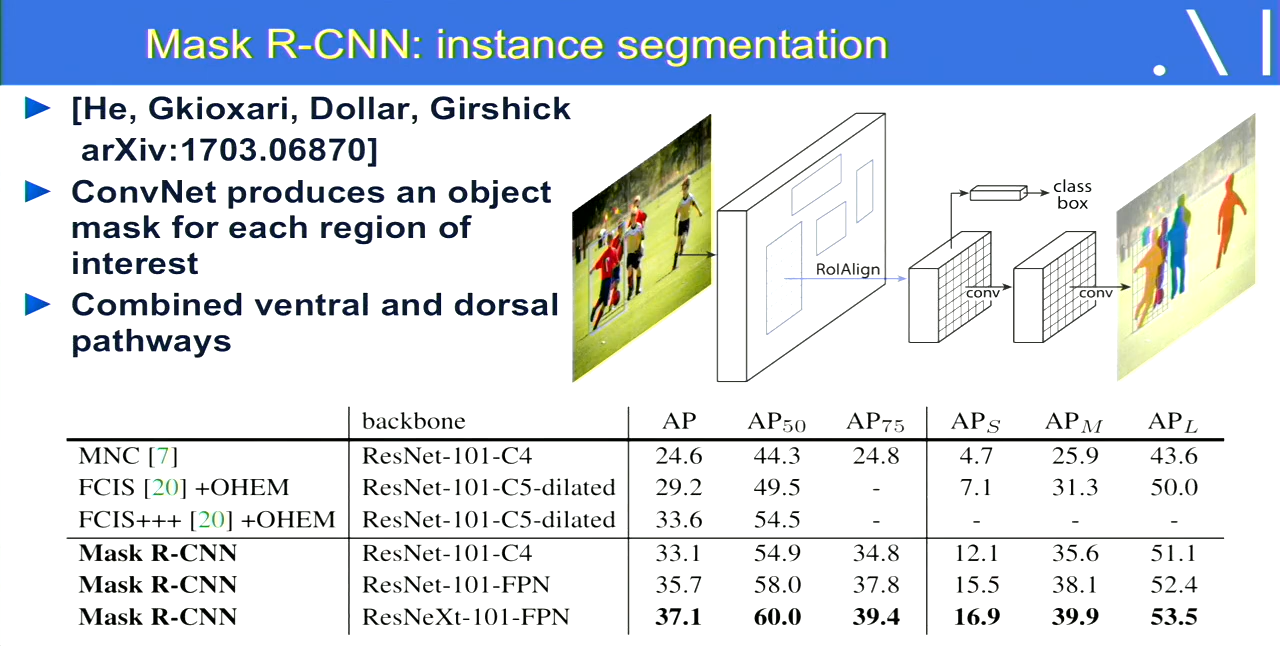 Mask R-CNN: instance segmentation
[He, Gkioxari, Dollar, Girshick
arXiv:1703.06870]
ConvNet produces an object
mask for each region of
interest
Combined ventral and dorsal
pathways
RoIAlign
conv
conv
class
box
backbone AP AP50 AP75 APS APM APL
MNC [7] ResNet-101-C4 24.6 44.3 24.8 4.7 25.9 43.6
FCIS [20] +OHEM ResNet-101-C5-dilated 29.2 49.5 - 7.1 31.3 50.0
FCIS+++ [20] +OHEM ResNet-101-C5-dilated 33.6 54.5 - - - -
Mask R-CNN ResNet-101-C4 33.1 54.9 34.8 12.1 35.6 51.1
Mask R-CNN ResNet-101-FPN 35.7 58.0 37.8 15.5 38.1 52.4
Mask R-CNN ResNeXt-101-FPN 37.1 60.0 39.4 16.9 39.9 53.5